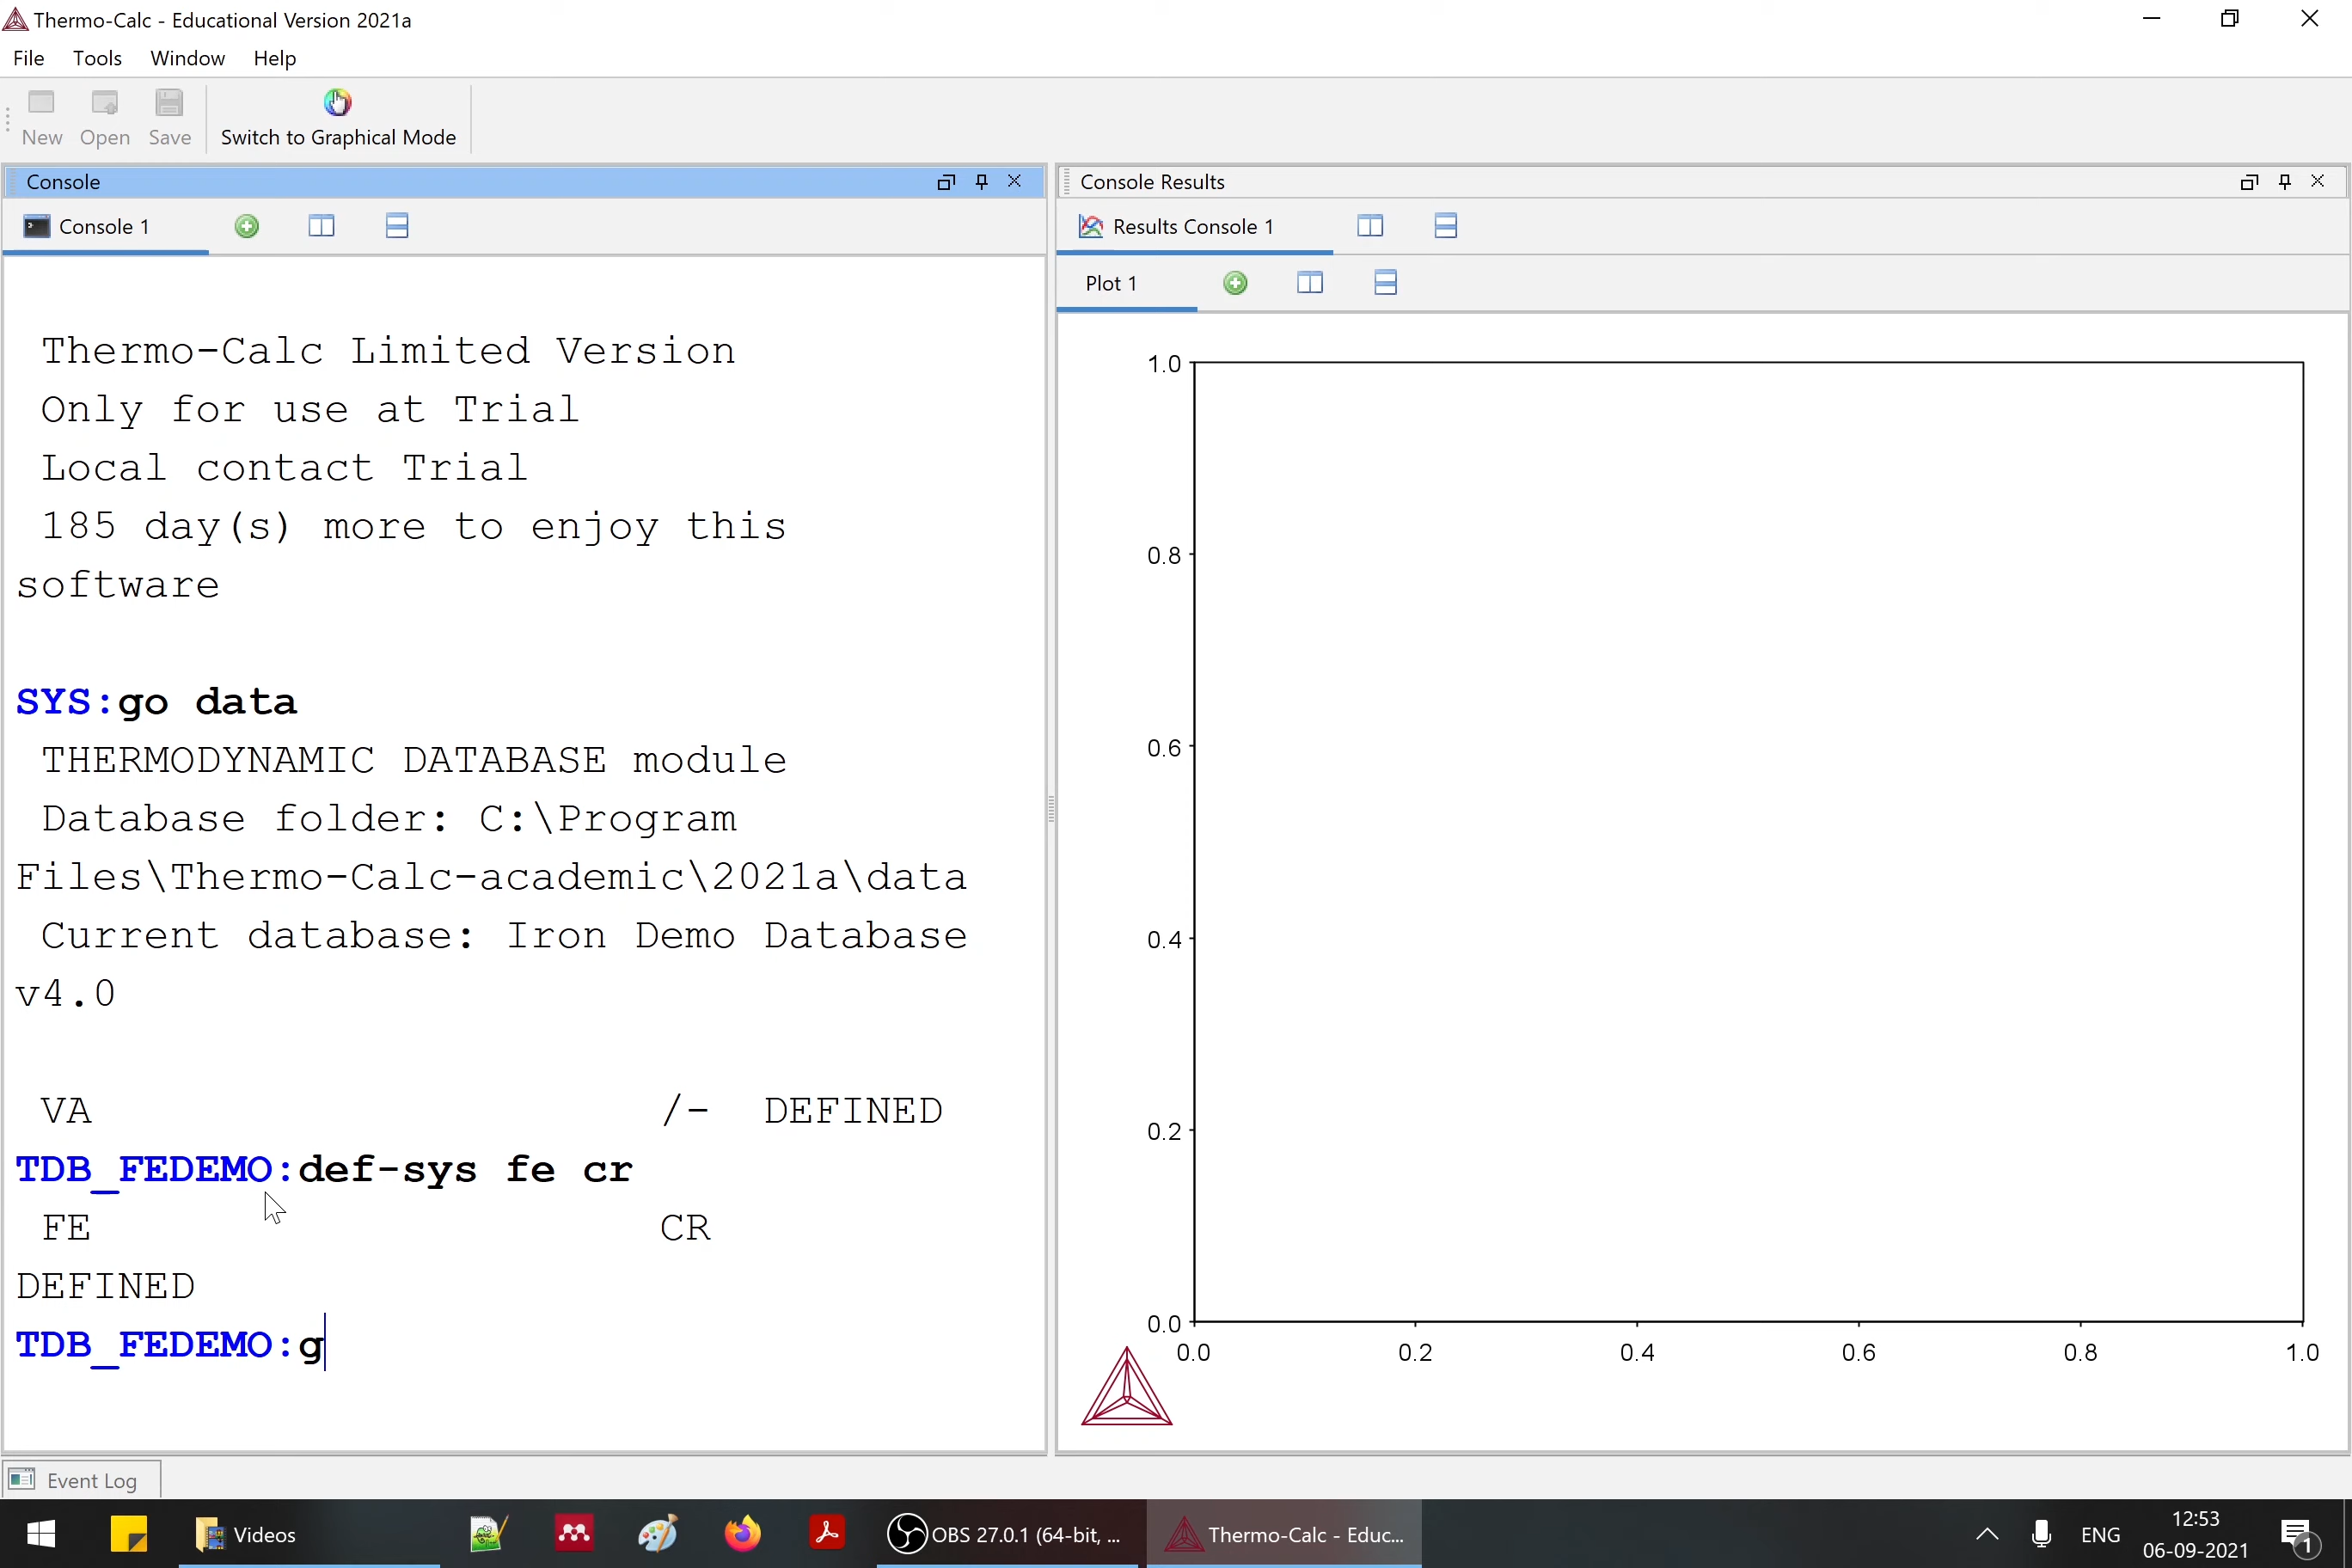 Thermo-Calc - Educational Version 2021a
File Tools Window Help
New Open Save Switch to Graphical Mode
Console
Console 1
Thermo-Calc Limited Version
Only for use at Trial
Local contact Trial
185 day(s) more to enjoy this
software
SYS:go data
THERMODYNAMIC DATABASE module
Database folder: C:\Program
Files\Thermo-Calc-academic\2021a\data
Current database: Iron Demo Database
v4.0
VA /- DEFINED
TDB_FEDEMO:def-sys fe cr
FE CR
DEFINED
TDB_FEDEMO:g
Console Results
Results Console 1
Plot 1
1.0
0.8
0.6
0.4
0.2
0.0
0.0 0.2 0.4 0.6 0.8 1.0
Event Log
Videos
OBS 27.0.1 (64-bit, ...
Thermo-Calc - Educ...
ENG
12:53
06-09-2021
1